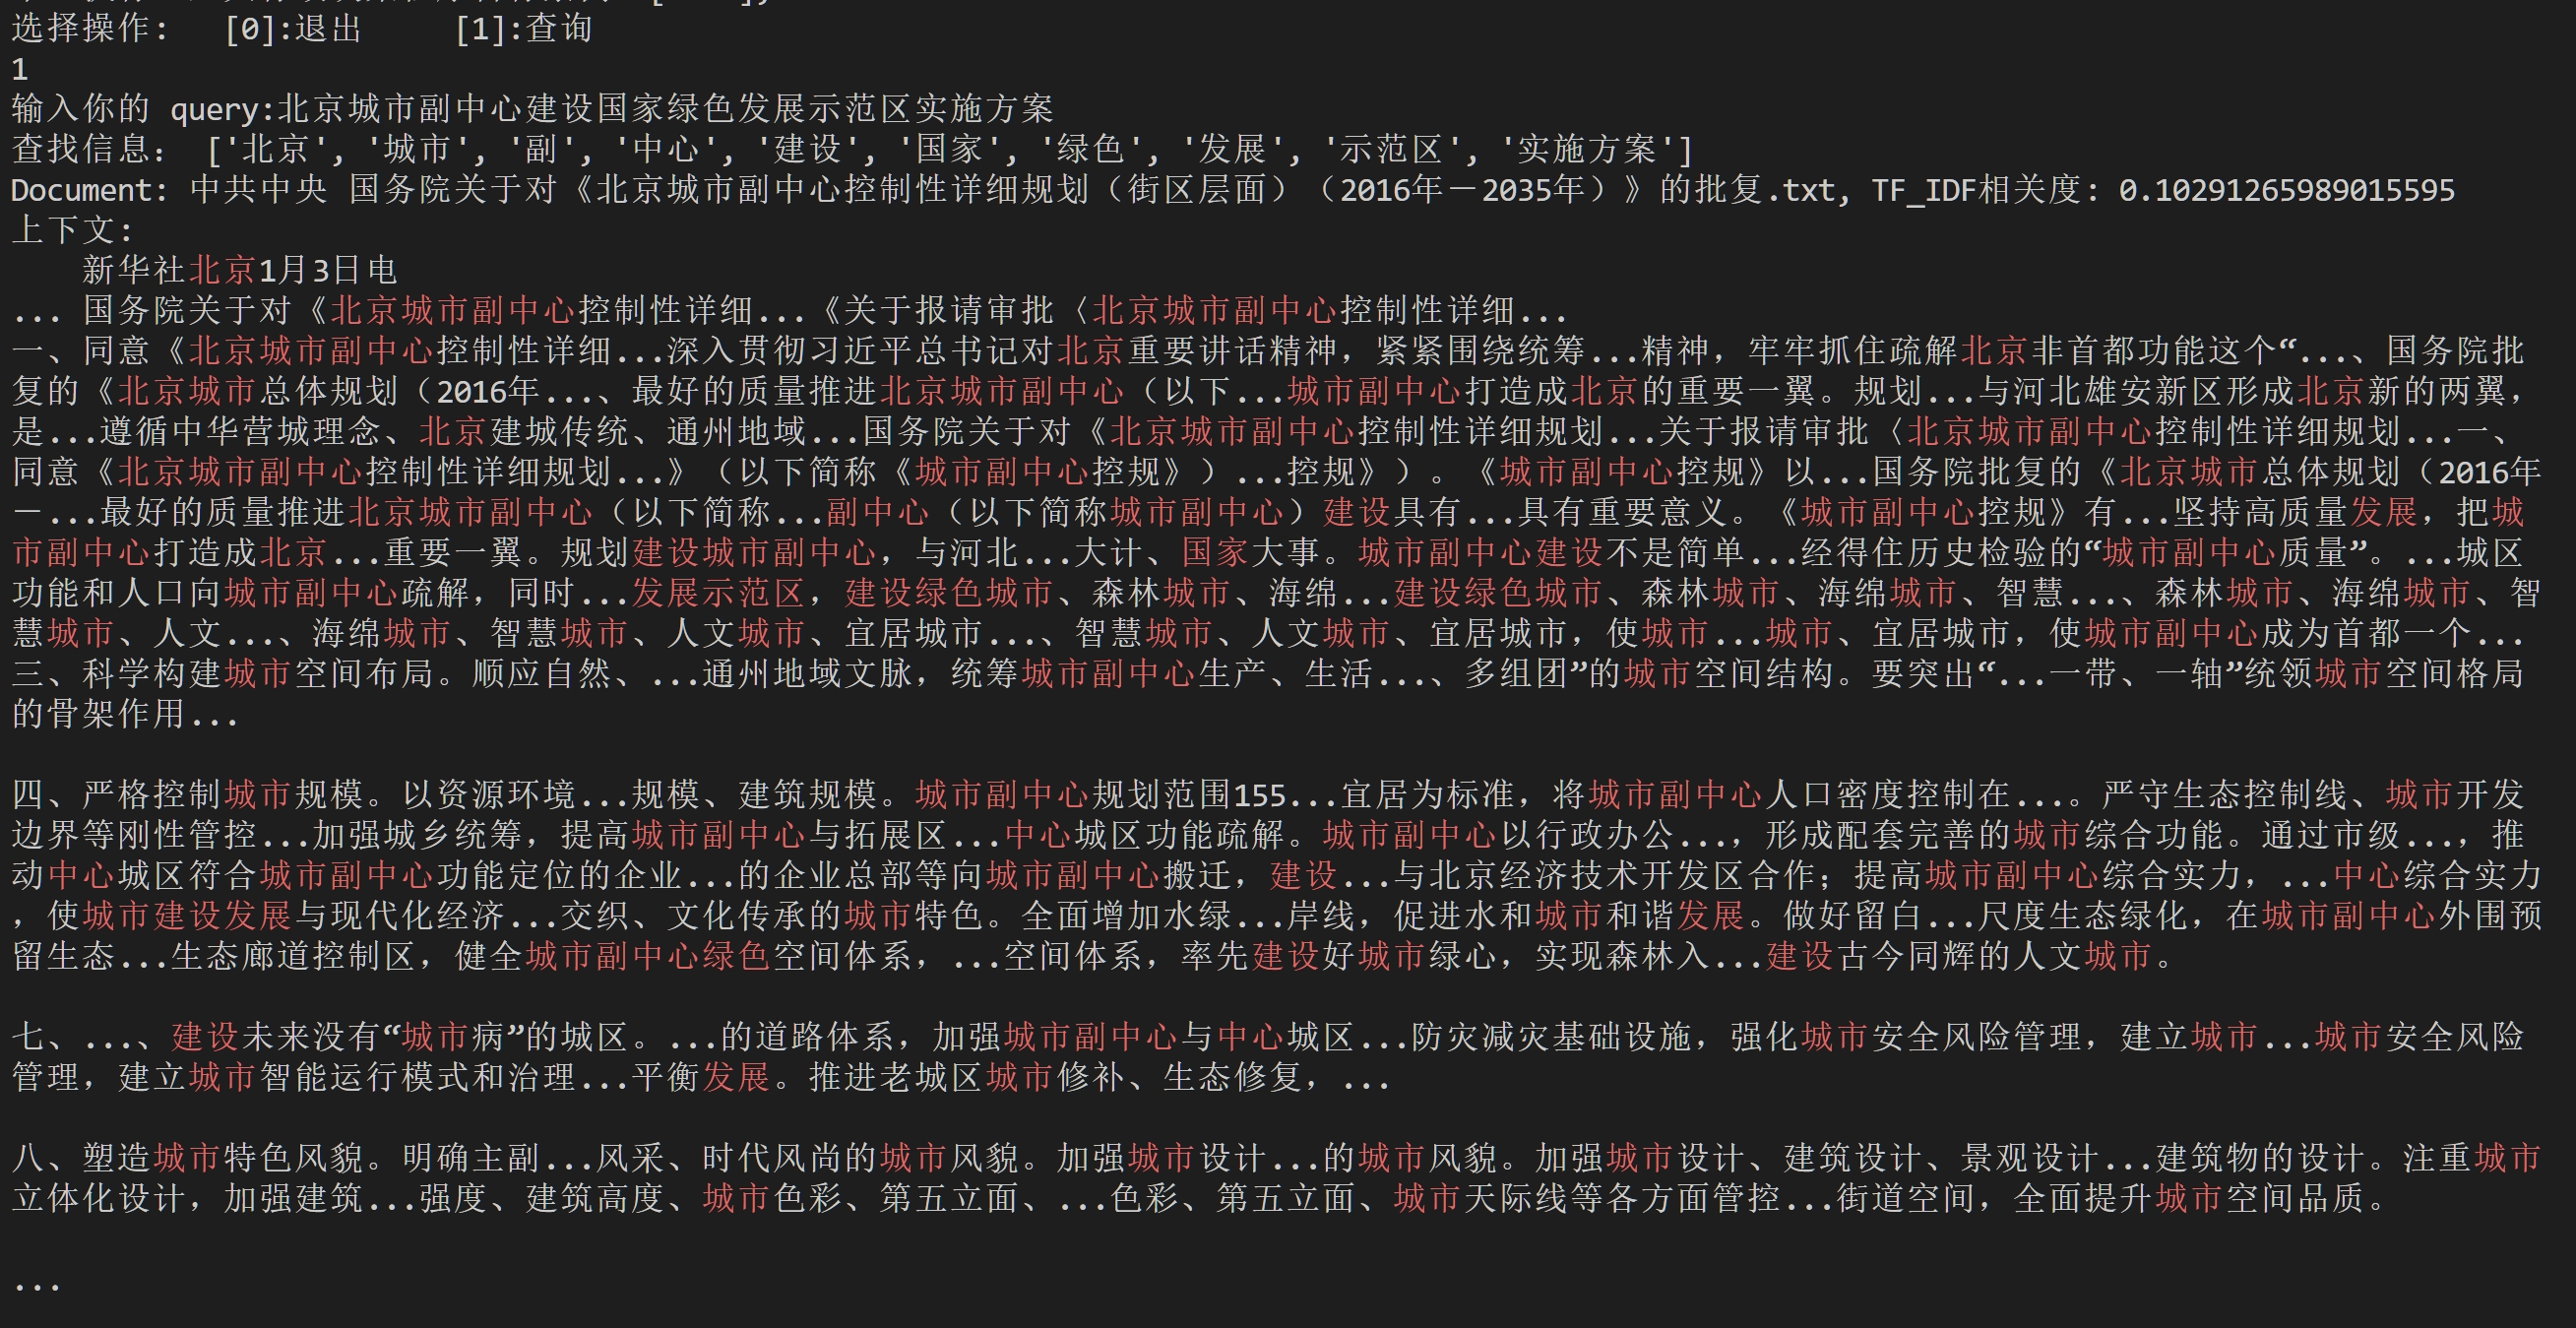 选择操作:  [0]:退出    [1]:查询
1
输入你的 query:北京城市副中心建设国家绿色发展示范区实施方案
查找信息： ['北京', '城市', '副', '中心', '建设', '国家', '绿色', '发展', '示范区', '实施方案']
Document: 中共中央 国务院关于对《北京城市副中心控制性详细规划（街区层面）（2016年－2035年）》的批复.txt, TF_IDF相关度: 0.10291265989015595
上下文:
新华社北京1月3日电
... 国务院关于对《北京城市副中心控制性详细...《关于报请审批〈北京城市副中心控制性详细...
一、同意《北京城市副中心控制性详细...深入贯彻习近平总书记对北京重要讲话精神，紧紧围绕统筹...精神，牢牢抓住疏解北京非首都功能这个“...、国务院批
复的《北京城市总体规划（2016年...、最好的质量推进北京城市副中心（以下...城市副中心打造成北京的重要一翼。规划...与河北雄安新区形成北京新的两翼，
是...遵循中华营城理念、北京建城传统、通州地域...国务院关于对《北京城市副中心控制性详细规划...关于报请审批〈北京城市副中心控制性详细规划...一、
同意《北京城市副中心控制性详细规划...》（以下简称《城市副中心控规》）...控规》）。《城市副中心控规》以...国务院批复的《北京城市总体规划（2016年
－...最好的质量推进北京城市副中心（以下简称...副中心（以下简称城市副中心）建设具有...具有重要意义。《城市副中心控规》有...坚持高质量发展，把城
市副中心打造成北京...重要一翼。规划建设城市副中心，与河北...大计、国家大事。城市副中心建设不是简单...经得住历史检验的“城市副中心质量”。...城区
功能和人口向城市副中心疏解，同时...发展示范区，建设绿色城市、森林城市、海绵...建设绿色城市、森林城市、海绵城市、智慧...、森林城市、海绵城市、智
慧城市、人文...、海绵城市、智慧城市、人文城市、宜居城市...、智慧城市、人文城市、宜居城市，使城市...城市、宜居城市，使城市副中心成为首都一个...
三、科学构建城市空间布局。顺应自然、...通州地域文脉，统筹城市副中心生产、生活...、多组团”的城市空间结构。要突出“...一带、一轴”统领城市空间格局
的骨架作用...
四、严格控制城市规模。以资源环境...规模、建筑规模。城市副中心规划范围155...宜居为标准，将城市副中心人口密度控制在...。严守生态控制线、城市开发
边界等刚性管控...加强城乡统筹，提高城市副中心与拓展区...中心城区功能疏解。城市副中心以行政办公...，形成配套完善的城市综合功能。通过市级...，推
动中心城区符合城市副中心功能定位的企业...的企业总部等向城市副中心搬迁，建设...与北京经济技术开发区合作；提高城市副中心综合实力，...中心综合实力
，使城市建设发展与现代化经济...交织、文化传承的城市特色。全面增加水绿...岸线，促进水和城市和谐发展。做好留白...尺度生态绿化，在城市副中心外围预
留生态...生态廊道控制区，健全城市副中心绿色空间体系，...空间体系，率先建设好城市绿心，实现森林入...建设古今同辉的人文城市。
七、...、建设未来没有“城市病”的城区。...的道路体系，加强城市副中心与中心城区...防灾减灾基础设施，强化城市安全风险管理，建立城市...城市安全风险
管理，建立城市智能运行模式和治理...平衡发展。推进老城区城市修补、生态修复，...
八、塑造城市特色风貌。明确主副...风采、时代风尚的城市风貌。加强城市设计...的城市风貌。加强城市设计、建筑设计、景观设计...建筑物的设计。注重城市
立体化设计，加强建筑...强度、建筑高度、城市色彩、第五立面、...色彩、第五立面、城市天际线等各方面管控...街道空间，全面提升城市空间品质。
...